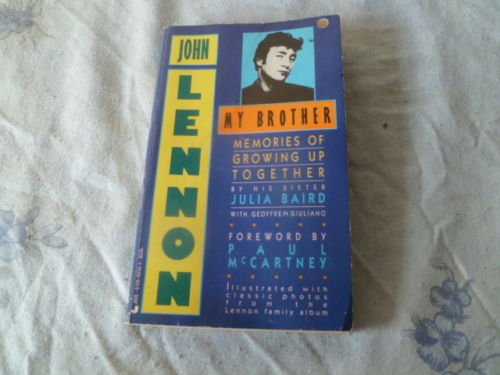 JOHN
LENNON
MY BROTHER
MEMORIES OF
GROWING UP
TOGETHER
BY HIS SISTER
JULIA BAIRD
WITH GEOFFREY GIULIANO
FOREWORD BY
PAUL
McCARTNEY
Illustrated with
classic photos
from the
Lennon family album